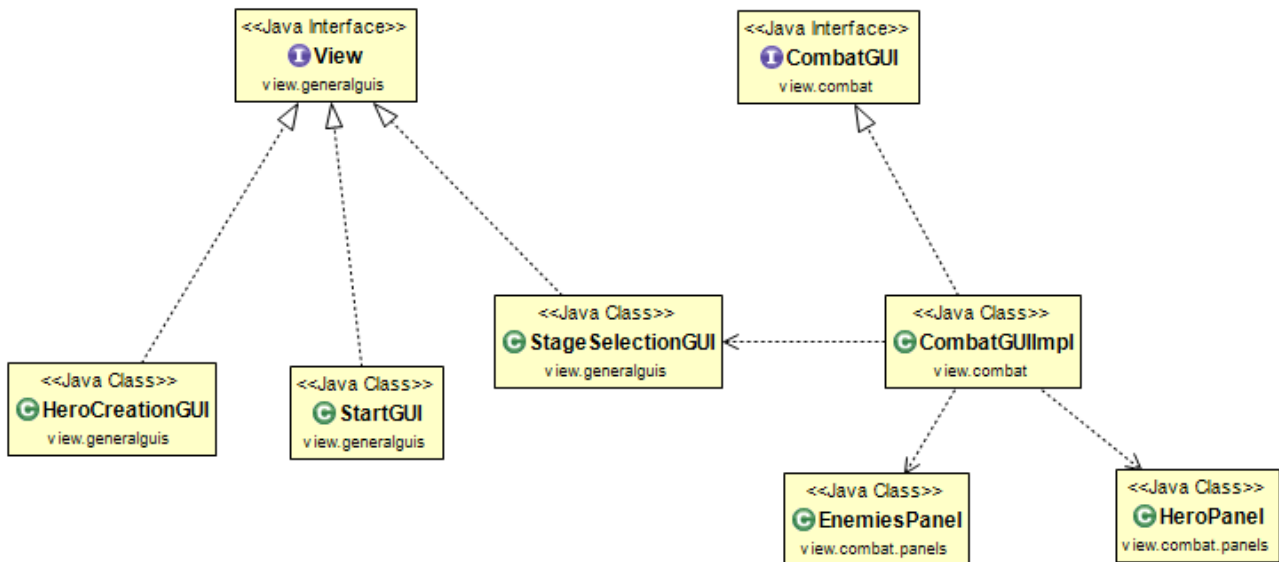 <<Java Interface>>
I View
view.generalguis
<<Java Interface>>
I CombatGUI
view.combat
<<Java Class>>
C StageSelectionGUI
view.generalguis
<<Java Class>>
C CombatGUIImpl
view.combat
<<Java Class>>
C HeroCreationGUI
view.generalguis
<<Java Class>>
C StartGUI
view.generalguis
<<Java Class>>
C EnemiesPanel
view.combat.panels
<<Java Class>>
C HeroPanel
view.combat.panels